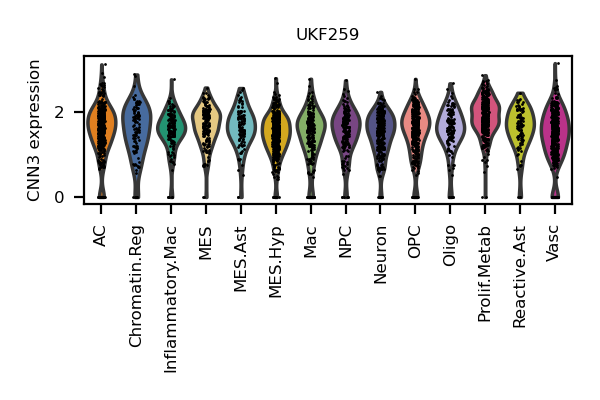 UKF259
CNN3 expression
2
0
AC
Chromatin.Reg
Inflammatory.Mac
MES
MES.Ast
MES.Hyp
Mac
NPC
Neuron
OPC
Oligo
Prolif.Metab
Reactive.Ast
Vasc